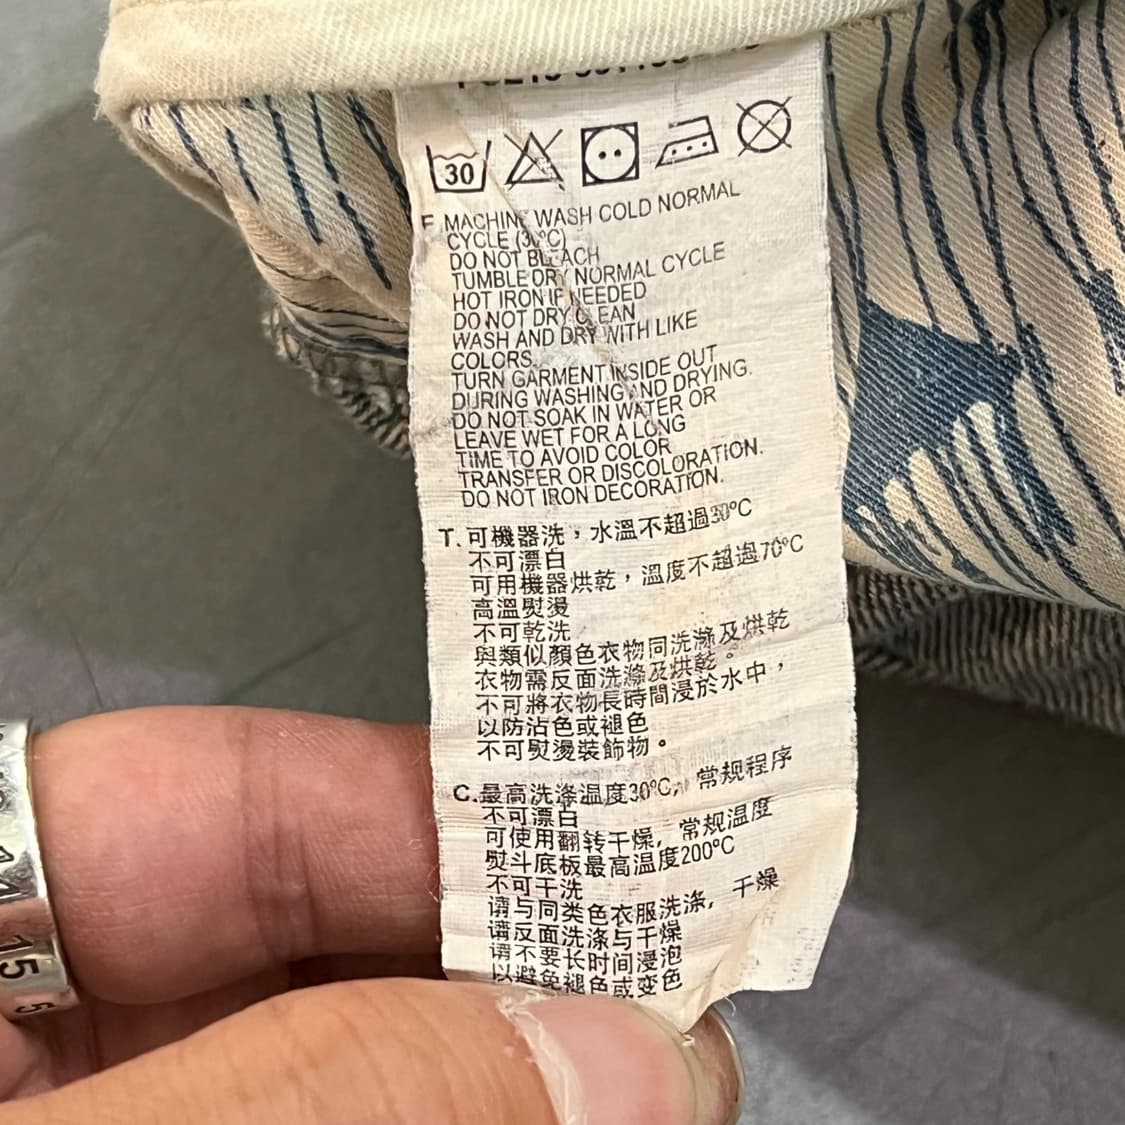 30
E. MACHINE WASH COLD NORMAL
CYCLE (30°C)
DO NOT BLEACH
TUMBLE DRY NORMAL CYCLE
HOT IRON IF NEEDED
DO NOT DRY CLEAN
WASH AND DRY WITH LIKE
COLORS.
TURN GARMENT INSIDE OUT
DURING WASHING AND DRYING.
DO NOT SOAK IN WATER OR
LEAVE WET FOR A LONG
TIME TO AVOID COLOR
TRANSFER OR DISCOLORATION.
DO NOT IRON DECORATION.
T. 可機器洗，水溫不超過30°C
不可漂白
可用機器烘乾，溫度不超過70°C
高溫熨燙
不可乾洗
與類似顏色衣物同洗滌及烘乾
衣物需反面洗滌及烘乾。
不可將衣物長時間浸於水中，
以防沾色或褪色
不可熨燙裝飾物。
C. 最高洗涤温度30°C，常规程序
不可漂白
可使用翻转干燥，常规温度
熨斗底板最高温度200°C
不可干洗
请与同类色衣服洗涤，干燥
请反面洗涤与干燥
请不要长时间浸泡
以避免褪色或变色
15
5